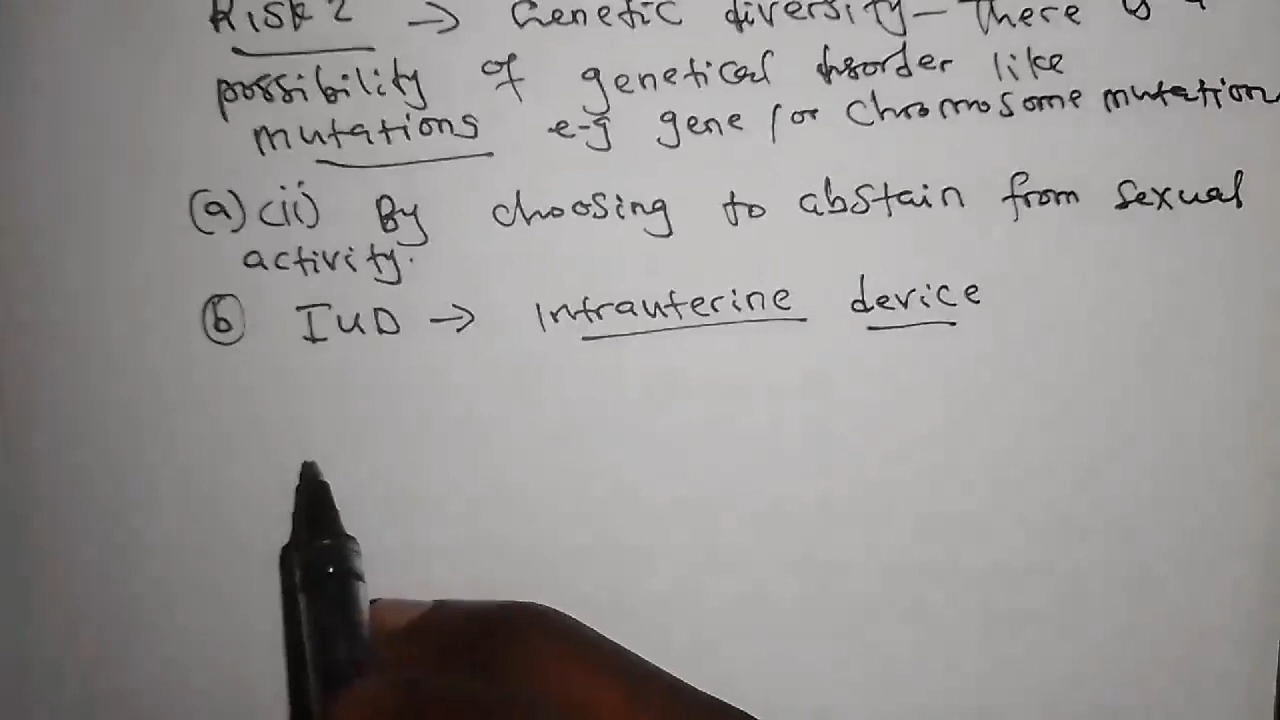 Risk 2 → Genetic diversity - There is a
possibility of genetical disorder like
mutations e-g gene / or chromosome mutation
(a) (ii) By choosing to abstain from sexual
activity.
(b) IUD → Intrauterine device